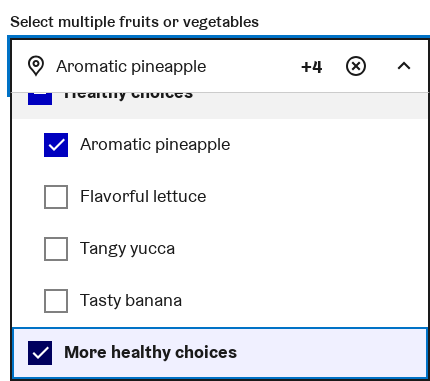 Select multiple fruits or vegetables
Aromatic pineapple +4
Healthy choices
Aromatic pineapple
Flavorful lettuce
Tangy yucca
Tasty banana
More healthy choices